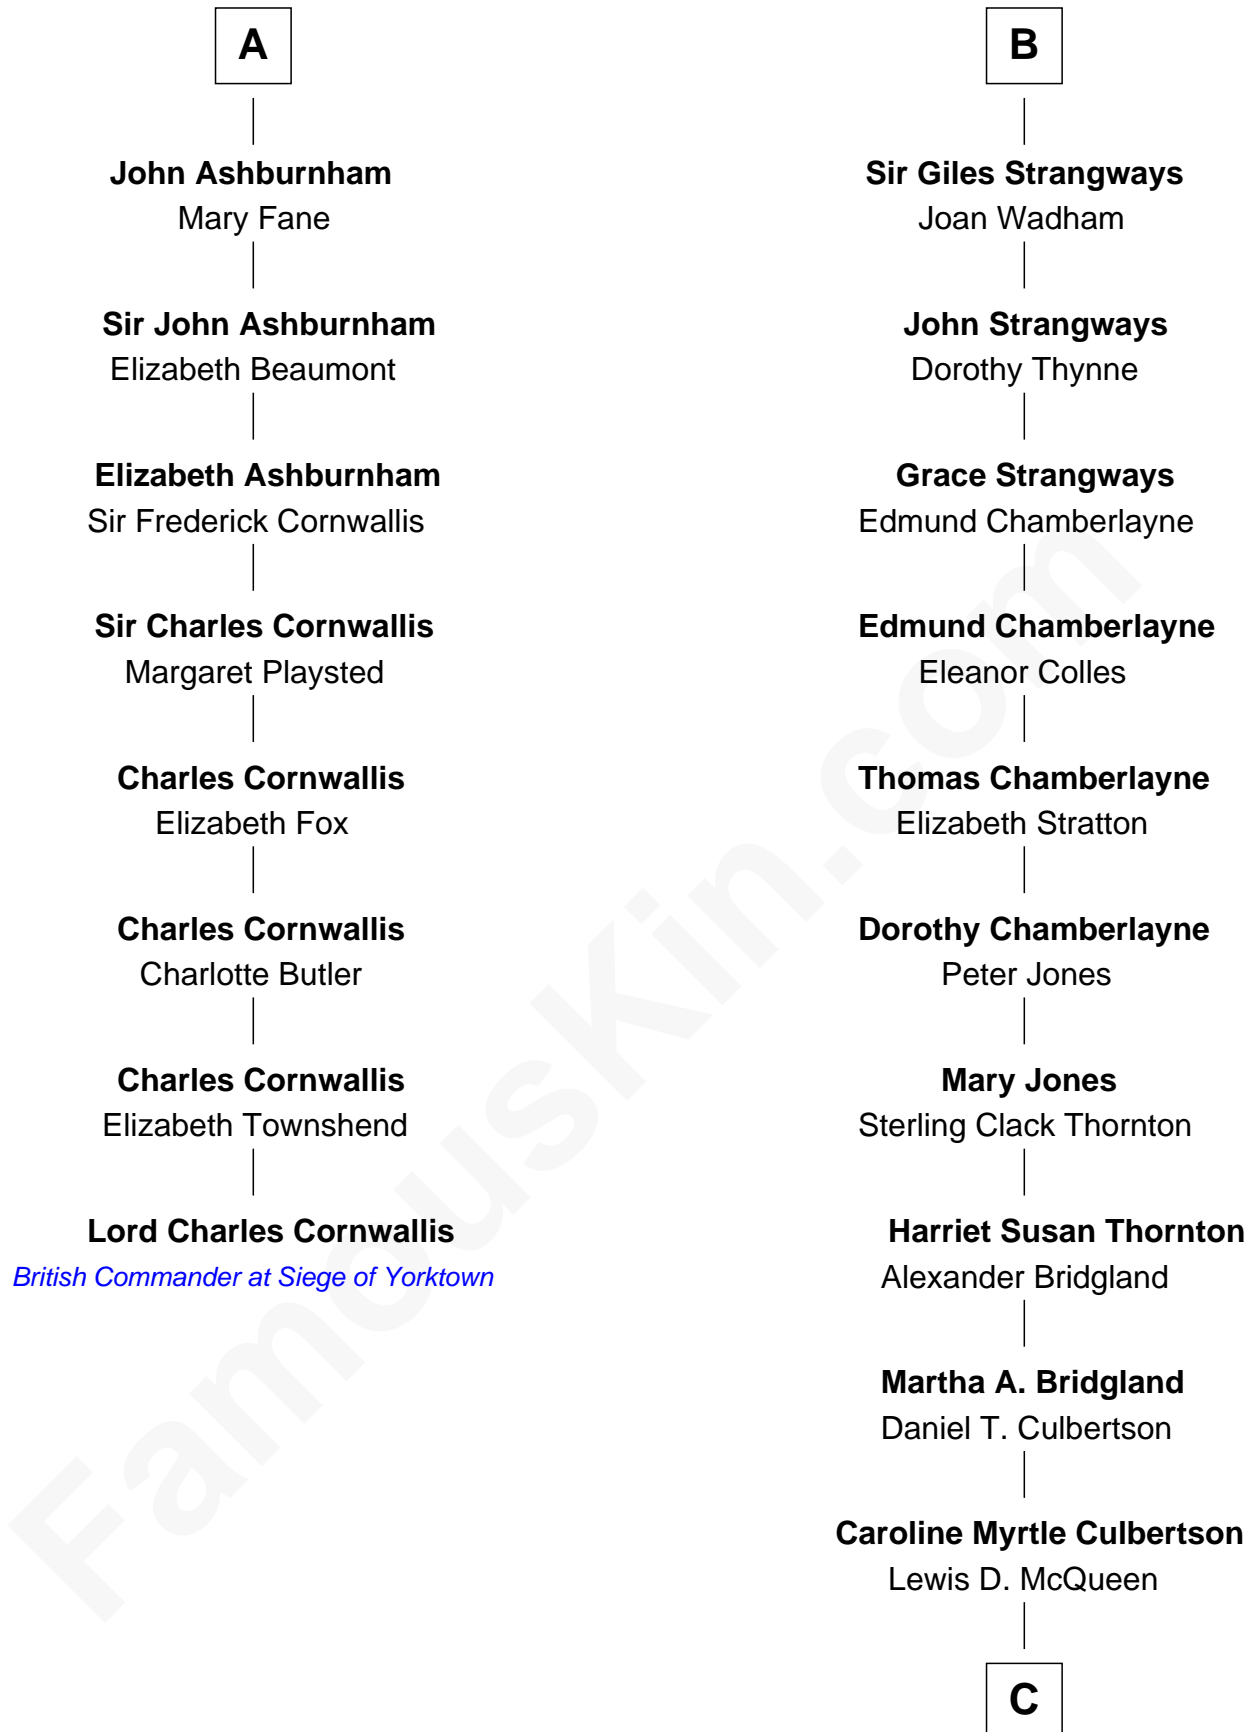 A
John Ashburnham
Mary Fane
Sir John Ashburnham
Elizabeth Beaumont
Elizabeth Ashburnham
Sir Frederick Cornwallis
Sir Charles Cornwallis
Margaret Playsted
Charles Cornwallis
Elizabeth Fox
Charles Cornwallis
Charlotte Butler
Charles Cornwallis
Elizabeth Townshend
Lord Charles Cornwallis
British Commander at Siege of Yorktown
B
Sir Giles Strangways
Joan Wadham
John Strangways
Dorothy Thynne
Grace Strangways
Edmund Chamberlayne
Edmund Chamberlayne
Eleanor Colles
Thomas Chamberlayne
Elizabeth Stratton
Dorothy Chamberlayne
Peter Jones
Mary Jones
Sterling Clack Thornton
Harriet Susan Thornton
Alexander Bridgland
Martha A. Bridgland
Daniel T. Culbertson
Caroline Myrtle Culbertson
Lewis D. McQueen
C
FamousKin.com